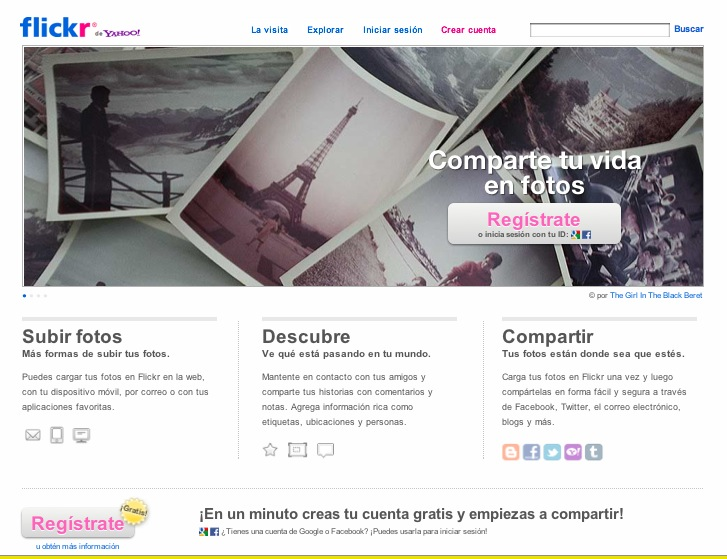 flickr® de YAHOO!
La visita Explorar Iniciar sesión Crear cuenta Buscar
Comparte tu vida
en fotos
Regístrate
o inicia sesión con tu ID:
© por The Girl In The Black Beret
Subir fotos
Más formas de subir tus fotos.
Puedes cargar tus fotos en Flickr en la web,
con tu dispositivo móvil, por correo o con tus
aplicaciones favoritas.
Descubre
Ve qué está pasando en tu mundo.
Mantente en contacto con tus amigos y
comparte tus historias con comentarios y
notas. Agrega información rica como
etiquetas, ubicaciones y personas.
Compartir
Tus fotos están donde sea que estés.
Carga tus fotos en Flickr una vez y luego
compártelas en forma fácil y segura a través
de Facebook, Twitter, el correo electrónico,
blogs y más.
Regístrate
¡Gratis!
u obtén más información
¡En un minuto creas tu cuenta gratis y empiezas a compartir!
¿Tienes una cuenta de Google o Facebook? ¡Puedes usarla para iniciar sesión!